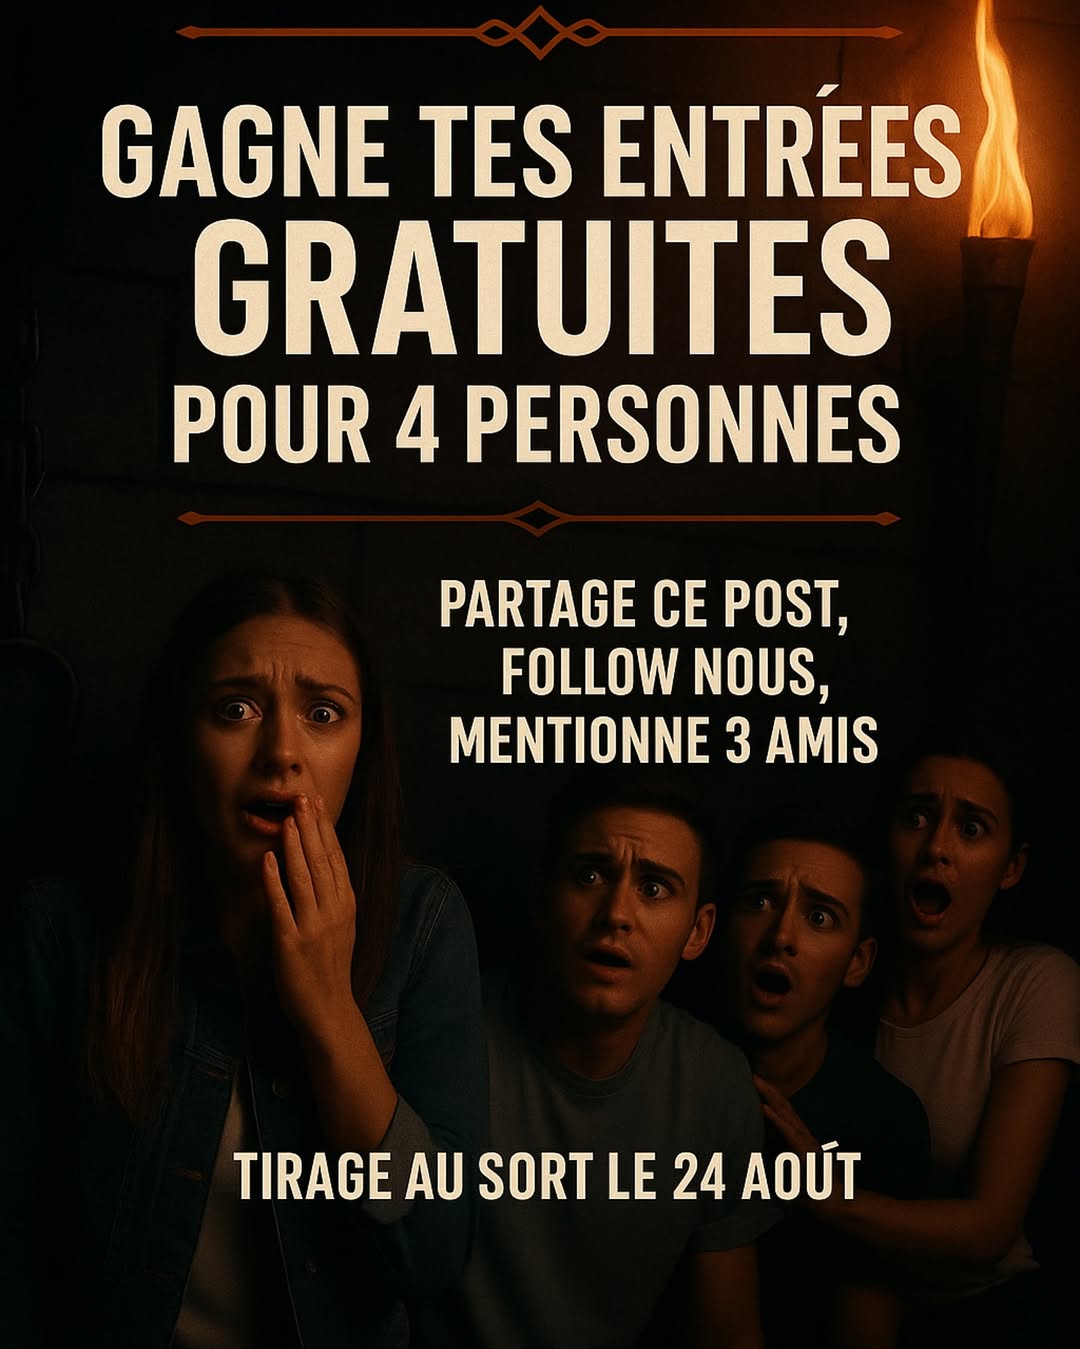 GAGNE TES ENTRÉES
GRATUITES
POUR 4 PERSONNES
PARTAGE CE POST,
FOLLOW NOUS,
MENTIONNE 3 AMIS
TIRAGE AU SORT LE 24 AOÚT